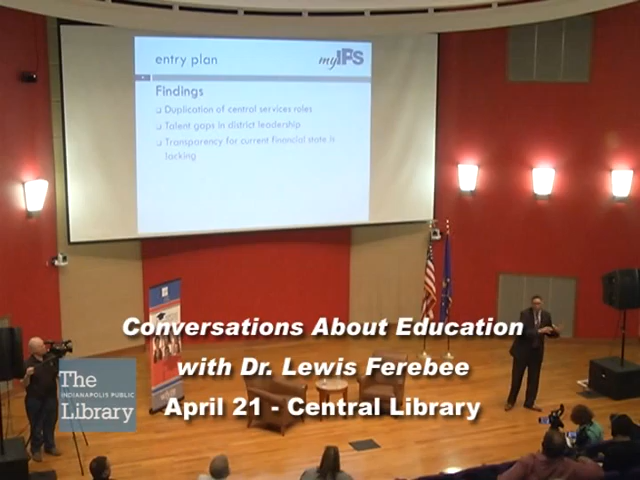 entry plan
myIPS
Findings
Duplication of central services roles
Talent gaps in district leadership
Transparency for current financial state is
lacking
Conversations About Education
with Dr. Lewis Ferebee
April 21 - Central Library
The
INDIANAPOLIS PUBLIC
Library